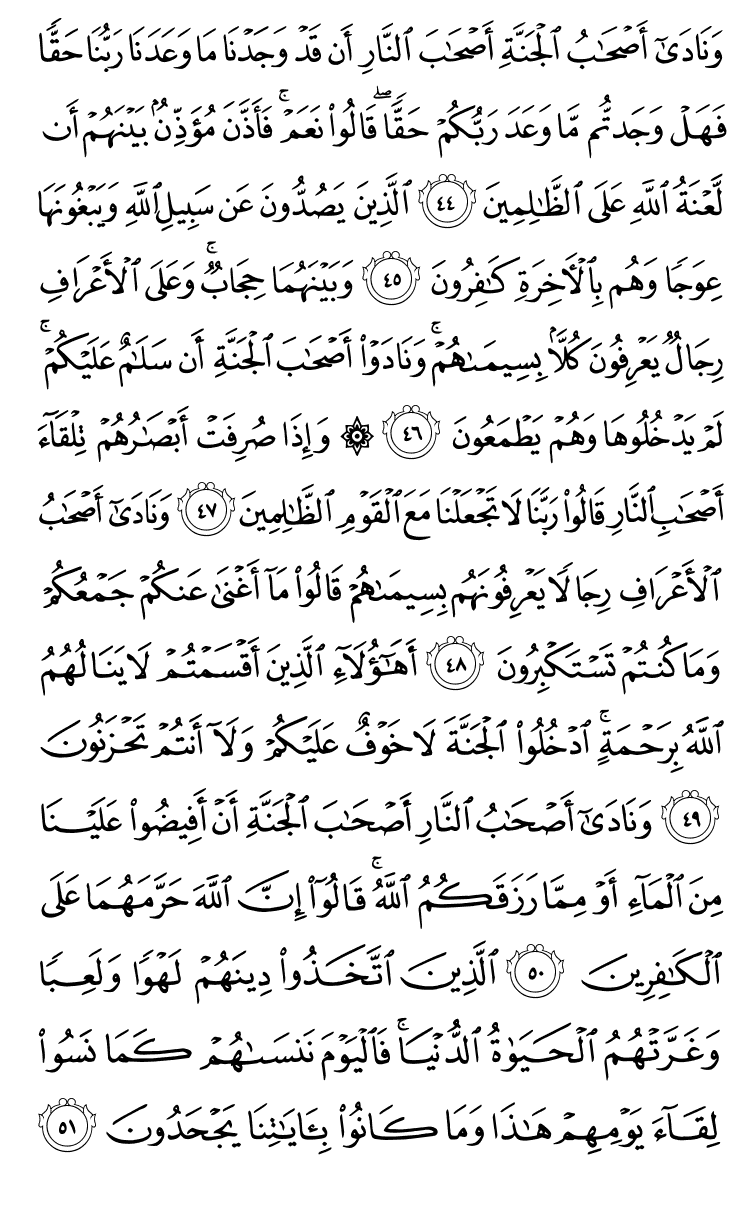 وَنَادَىٰٓ أَصۡحَٰبُ ٱلۡجَنَّةِ أَصۡحَٰبَ ٱلنَّارِ أَن قَدۡ وَجَدۡنَا مَا وَعَدَنَا رَبُّنَا حَقّٗا
فَهَلۡ وَجَدتُّم مَّا وَعَدَ رَبُّكُمۡ حَقّٗاۖ قَالُواْ نَعَمۡۚ فَأَذَّنَ مُؤَذِّنُۢ بَيۡنَهُمۡ أَن
لَّعۡنَةُ ٱللَّهِ عَلَى ٱلظَّٰلِمِينَ ٤٤ ٱلَّذِينَ يَصُدُّونَ عَن سَبِيلِ ٱللَّهِ وَيَبۡغُونَهَا
عِوَجٗا وَهُم بِٱلۡأٓخِرَةِ كَٰفِرُونَ ٤٥ وَبَيۡنَهُمَا حِجَابٞۚ وَعَلَى ٱلۡأَعۡرَافِ
رِجَالٞ يَعۡرِفُونَ كُلَّۢا بِسِيمَىٰهُمۡۚ وَنَادَوۡاْ أَصۡحَٰبَ ٱلۡجَنَّةِ أَن سَلَٰمٌ عَلَيۡكُمۡۚ
لَمۡ يَدۡخُلُوهَا وَهُمۡ يَطۡمَعُونَ ٤٦ ۞ وَإِذَا صُرِفَتۡ أَبۡصَٰرُهُمۡ تِلۡقَآءَ
أَصۡحَٰبِ ٱلنَّارِ قَالُواْ رَبَّنَا لَا تَجۡعَلۡنَا مَعَ ٱلۡقَوۡمِ ٱلظَّٰلِمِينَ ٤٧ وَنَادَىٰٓ أَصۡحَٰبُ
ٱلۡأَعۡرَافِ رِجَالٗا يَعۡرِفُونَهُم بِسِيمَىٰهُمۡ قَالُواْ مَآ أَغۡنَىٰ عَنكُمۡ جَمۡعُكُمۡ
وَمَا كُنتُمۡ تَسۡتَكۡبِرُونَ ٤٨ أَهَٰٓؤُلَآءِ ٱلَّذِينَ أَقۡسَمۡتُمۡ لَا يَنَالُهُمُ
ٱللَّهُ بِرَحۡمَةٍۚ ٱدۡخُلُواْ ٱلۡجَنَّةَ لَا خَوۡفٌ عَلَيۡكُمۡ وَلَآ أَنتُمۡ تَحۡزَنُونَ
٤٩ وَنَادَىٰٓ أَصۡحَٰبُ ٱلنَّارِ أَصۡحَٰبَ ٱلۡجَنَّةِ أَنۡ أَفِيضُواْ عَلَيۡنَا
مِنَ ٱلۡمَآءِ أَوۡ مِمَّا رَزَقَكُمُ ٱللَّهُۚ قَالُوٓاْ إِنَّ ٱللَّهَ حَرَّمَهُمَا عَلَى
ٱلۡكَٰفِرِينَ ٥٠ ٱلَّذِينَ ٱتَّخَذُواْ دِينَهُمۡ لَهۡوٗا وَلَعِبٗا
وَغَرَّتۡهُمُ ٱلۡحَيَوٰةُ ٱلدُّنۡيَاۚ فَٱلۡيَوۡمَ نَنسَىٰهُمۡ كَمَا نَسُواْ
لِقَآءَ يَوۡمِهِمۡ هَٰذَا وَمَا كَانُواْ بِـَٔايَٰتِنَا يَجۡحَدُونَ ٥١